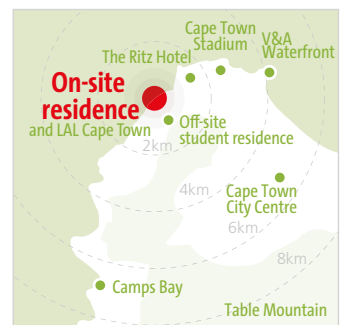 Cape Town
Stadium
V&A
Waterfront
The Ritz Hotel
On-site
residence
and LAL Cape Town
Off-site
student residence
2km
4km
Cape Town
City Centre
6km
8km
Camps Bay
Table Mountain